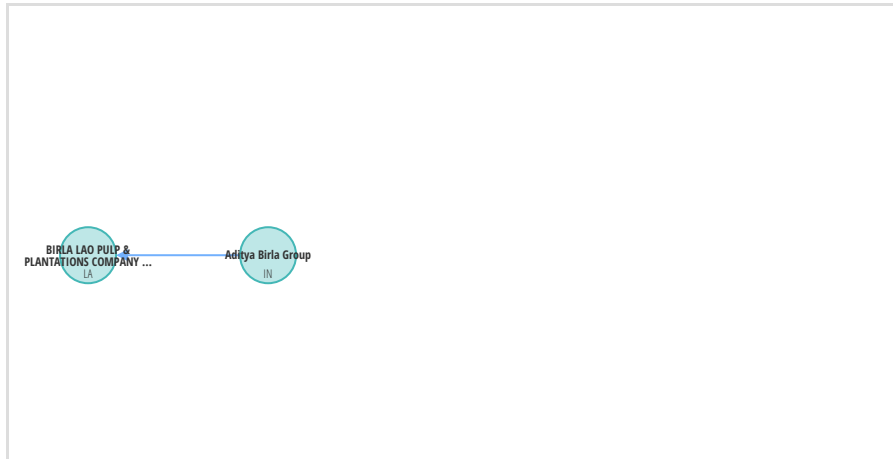 BIRLA LAO PULP &
PLANTATIONS COMPANY ...
LA
Aditya Birla Group
IN